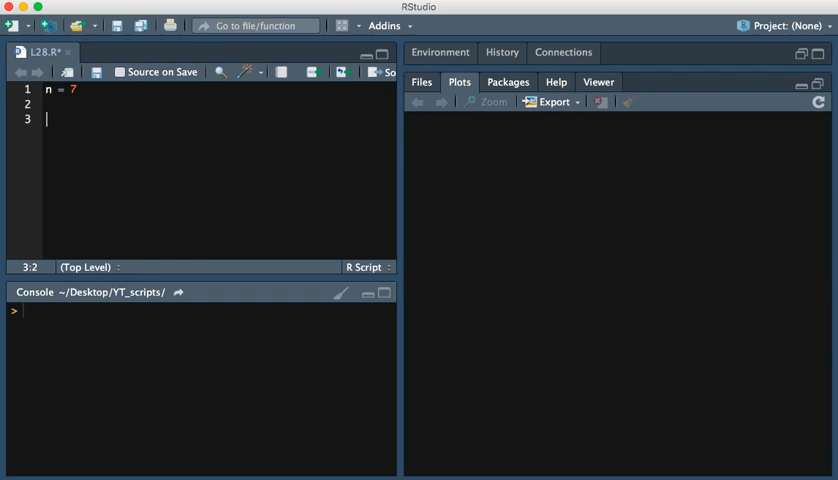 RStudio
Go to file/function
Addins
Project: (None)
L28.R*
Source on Save
So
1 n = 7
2
3
3:2 (Top Level) R Script
Console ~/Desktop/YT_scripts/
>
Environment History Connections
Files Plots Packages Help Viewer
Zoom Export